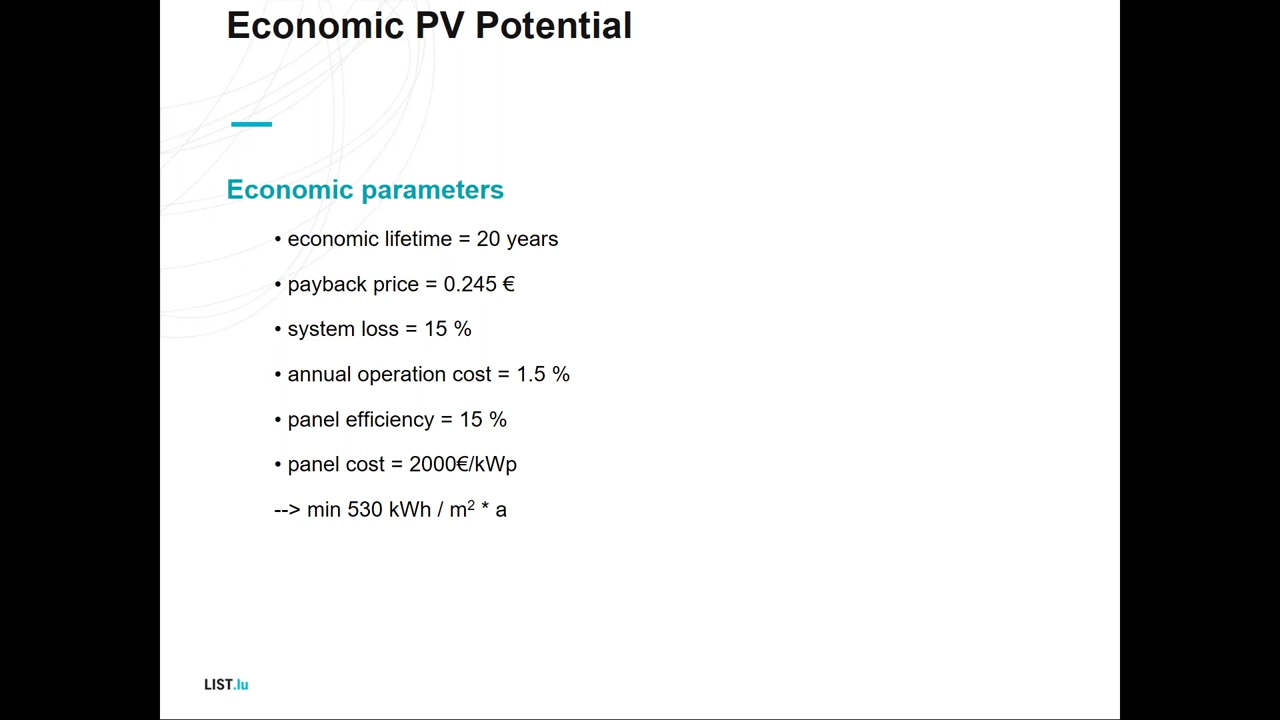 Economic PV Potential
Economic parameters
• economic lifetime = 20 years
• payback price = 0.245 €
• system loss = 15 %
• annual operation cost = 1.5 %
• panel efficiency = 15 %
• panel cost = 2000€/kWp
--> min 530 kWh / m² * a
LIST.lu